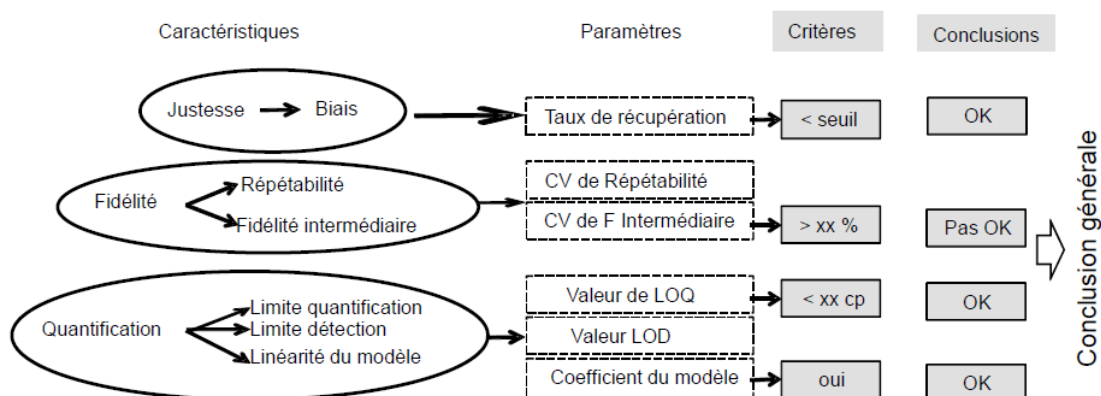 Caractéristiques Paramètres Critères Conclusions
Justesse Biais Taux de récupération < seuil OK
Répétabilité CV de Répétabilité
Fidélité
Fidélité intermédiaire CV de F Intermédiaire > xx % Pas OK
Limite quantification Valeur de LOQ < xx cp OK
Quantification Limite détection Valeur LOD
Linéarité du modèle Coefficient du modèle oui OK
Conclusion générale